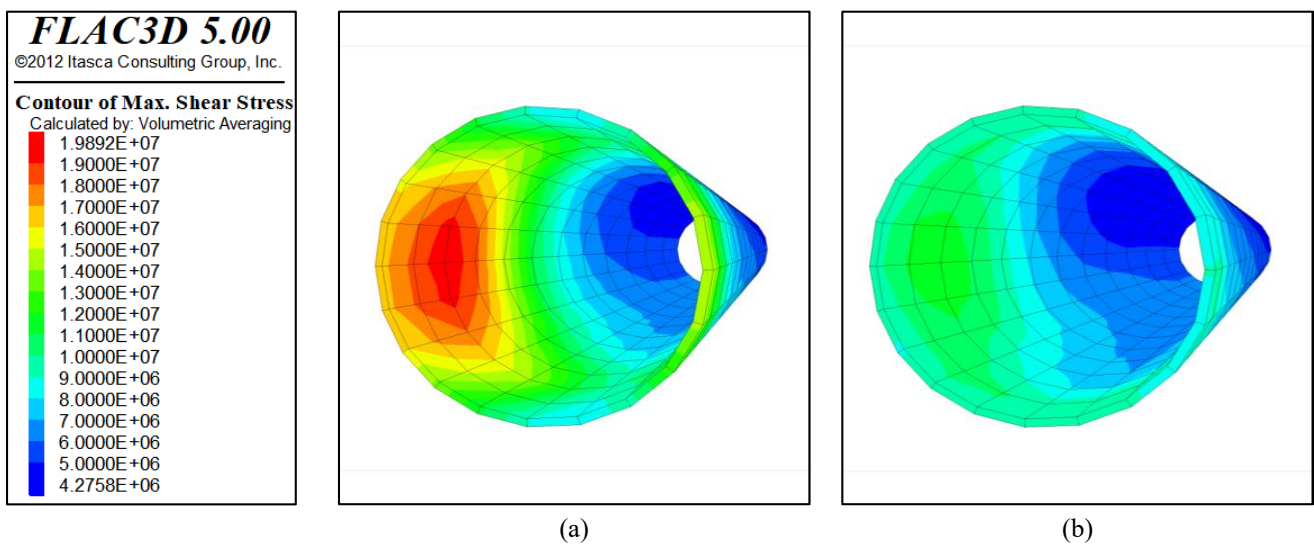 FLAC3D 5.00
©2012 Itasca Consulting Group, Inc.
Contour of Max. Shear Stress
Calculated by: Volumetric Averaging
1.9892E+07
1.9000E+07
1.8000E+07
1.7000E+07
1.6000E+07
1.5000E+07
1.4000E+07
1.3000E+07
1.2000E+07
1.1000E+07
1.0000E+07
9.0000E+06
8.0000E+06
7.0000E+06
6.0000E+06
5.0000E+06
4.2758E+06
(a)
(b)